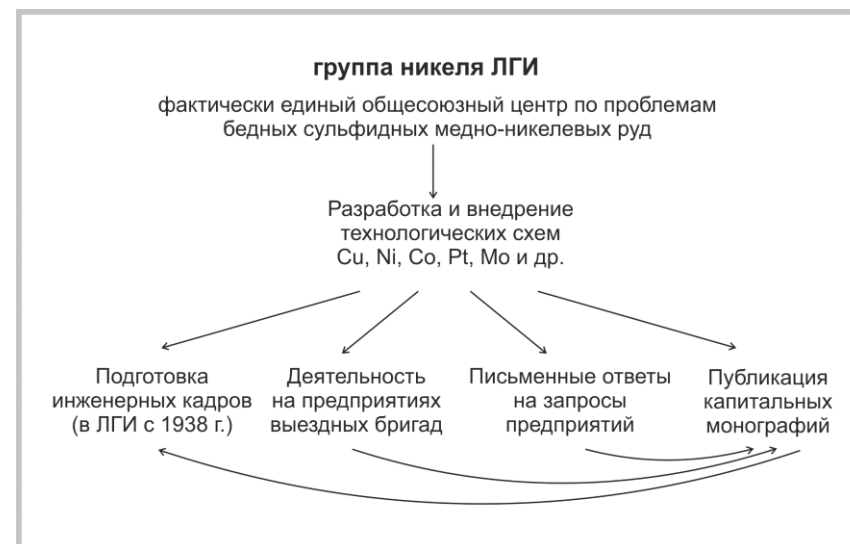 группа никеля ЛГИ
фактически единый общесоюзный центр по проблемам
бедных сульфидных медно-никелевых руд
Разработка и внедрение
технологических схем
Cu, Ni, Co, Pt, Mo и др.
Подготовка
инженерных кадров
(в ЛГИ с 1938 г.)
Деятельность
на предприятиях
выездных бригад
Письменные ответы
на запросы
предприятий
Публикация
капитальных
монографий